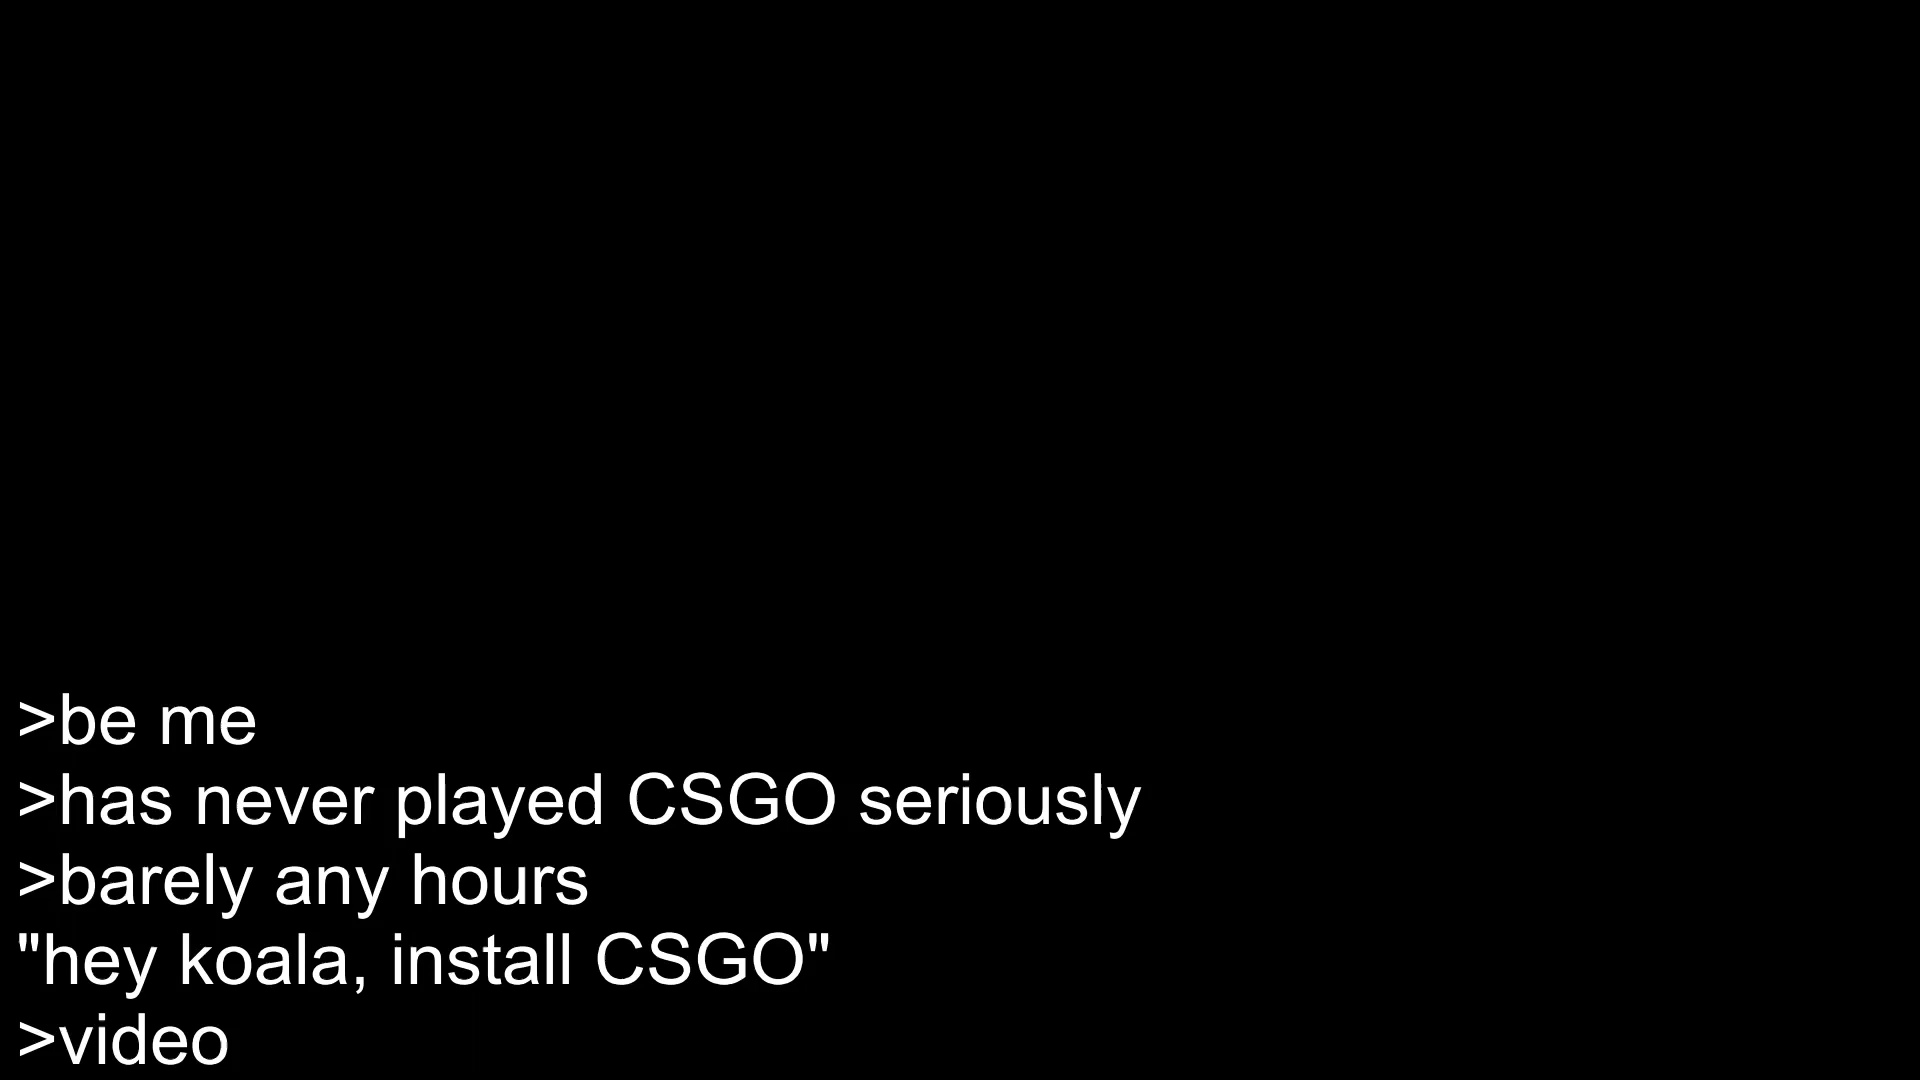 >be me
>has never played CSGO seriously
>barely any hours
"hey koala, install CSGO"
>video